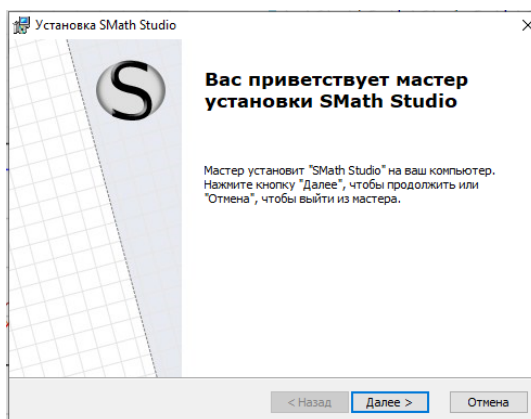 Установка SMath Studio
S
Вас приветствует мастер
установки SMath Studio
Мастер установит "SMath Studio" на ваш компьютер.
Нажмите кнопку "Далее", чтобы продолжить или
"Отмена", чтобы выйти из мастера.
< Назад Далее > Отмена